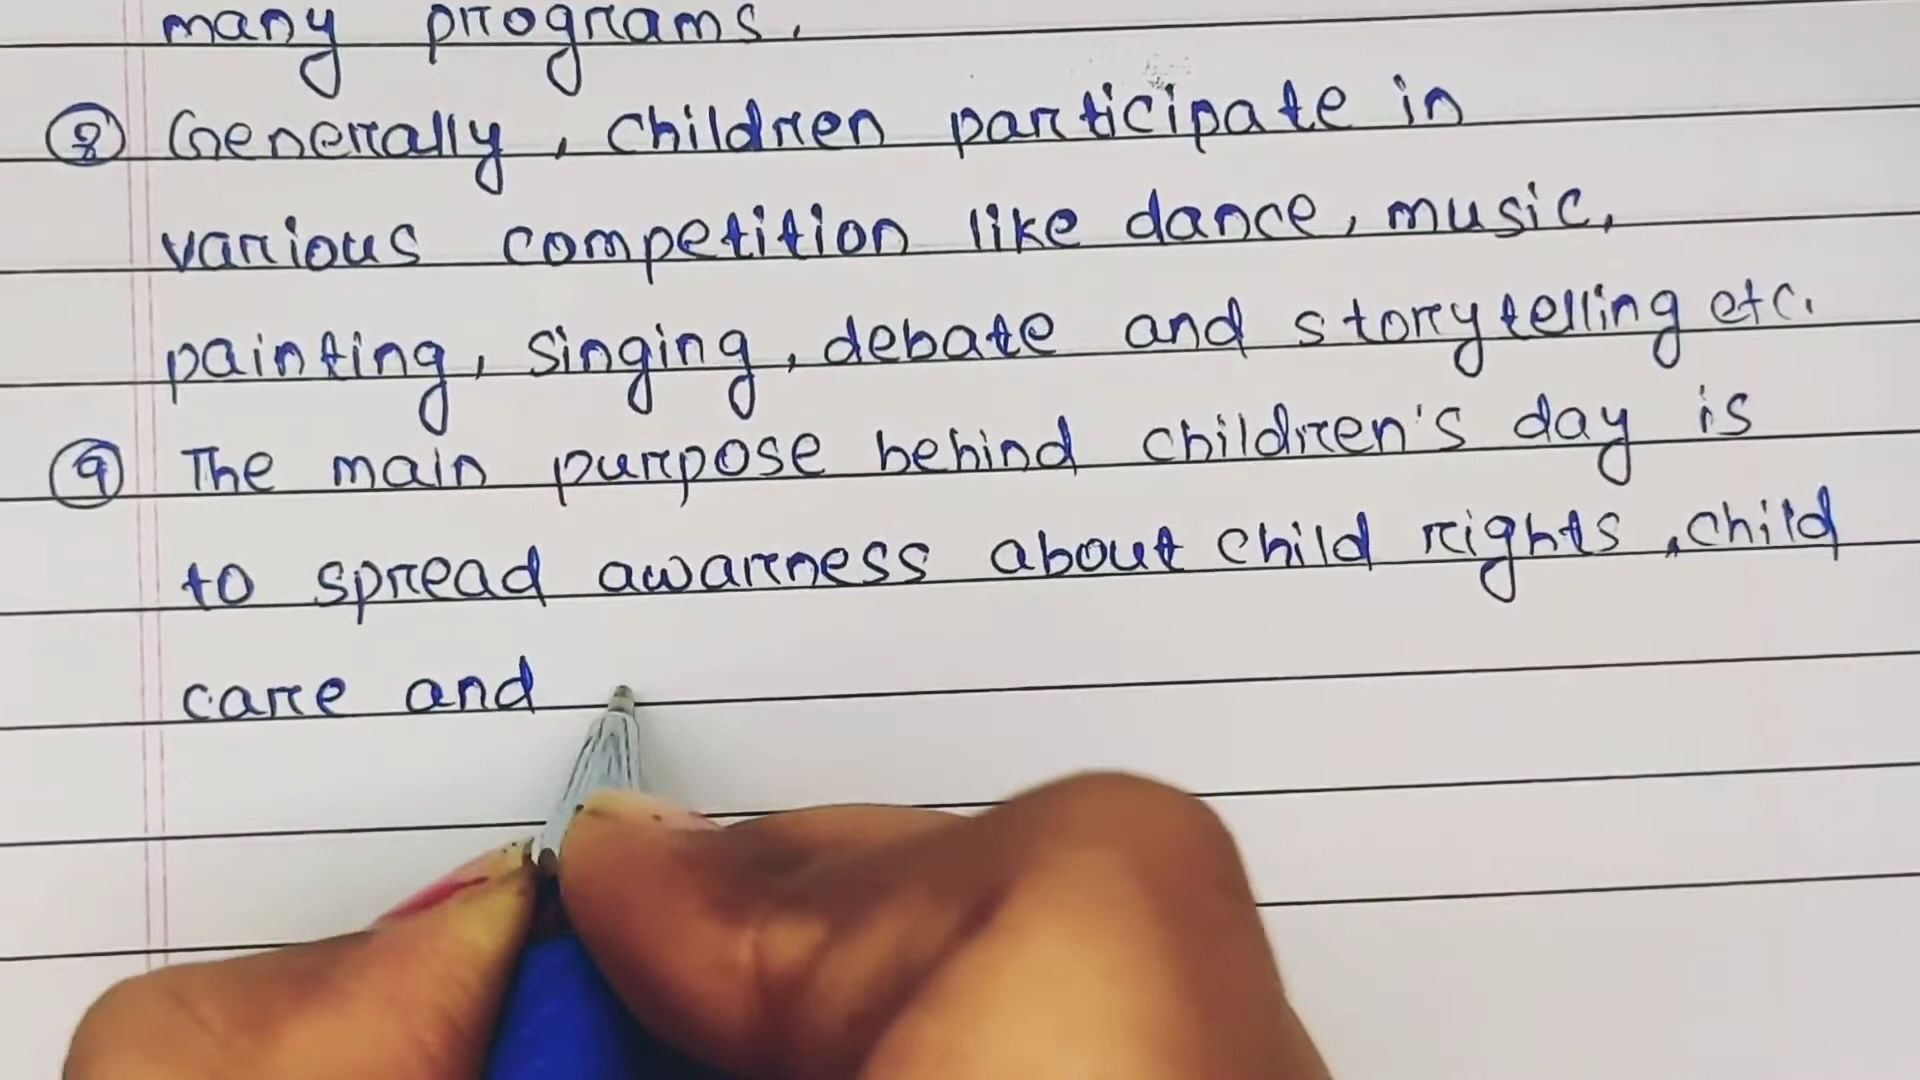 many programs.
⑧ Generally, children participate in
various competition like dance, music,
painting, singing, debate and storytelling etc.
⑨ The main purpose behind children's day is
to spread awarness about child rights, child
care and